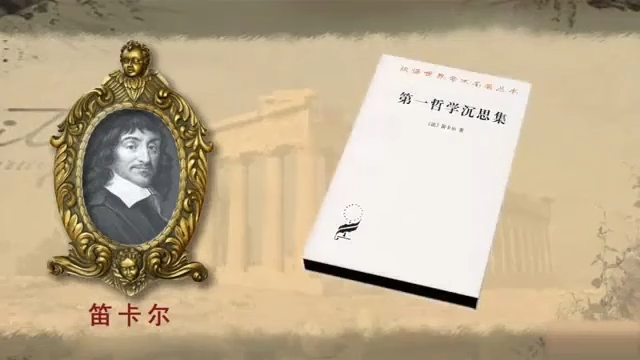 汉译世界学术名著丛书
第一哲学沉思集
〔法〕笛卡尔 著
笛卡尔